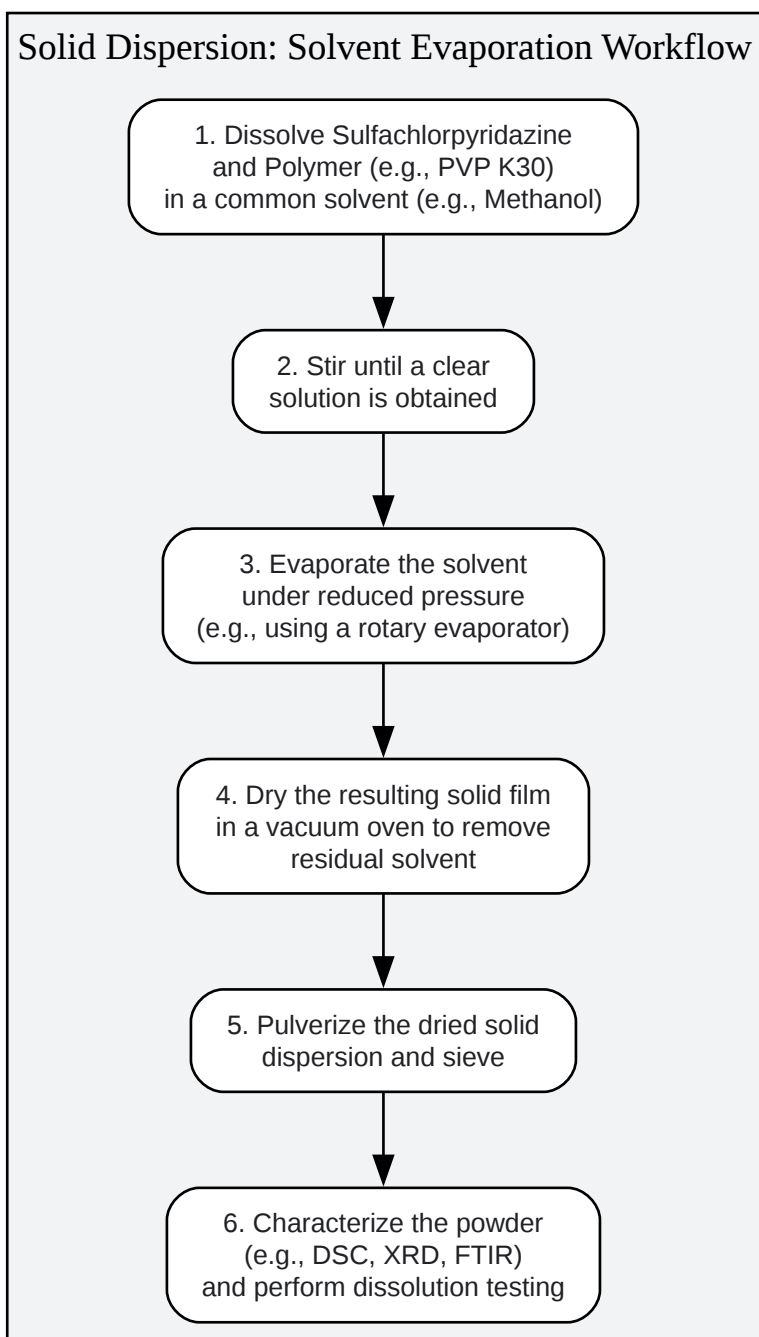 Solid Dispersion: Solvent Evaporation Workflow
1. Dissolve Sulfachlorpyridazine
and Polymer (e.g., PVP K30)
in a common solvent (e.g., Methanol)
2. Stir until a clear
solution is obtained
3. Evaporate the solvent
under reduced pressure
(e.g., using a rotary evaporator)
4. Dry the resulting solid film
in a vacuum oven to remove
residual solvent
5. Pulverize the dried solid
dispersion and sieve
6. Characterize the powder
(e.g., DSC, XRD, FTIR)
and perform dissolution testing